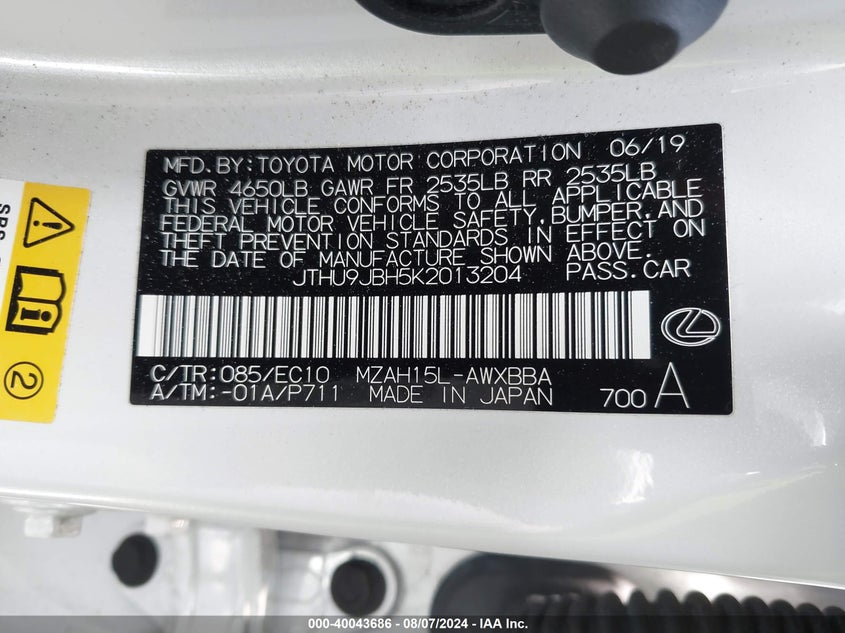 MFD.BY:TOYOTA MOTOR CORPORATION 06/19
GVWR 4650LB GAWR FR 2535LB RR 2535LB
THIS VEHICLE CONFORMS TO ALL APPLICABLE
FEDERAL MOTOR VEHICLE SAFETY,BUMPER,AND
THEFT PREVENTION STANDARDS IN EFFECT ON
THE DATE OF MANUFACTURE SHOWN ABOVE.
JTHU9JBH5K2013204 PASS.CAR
C/TR:085/EC10 MZAH15L-AWXBBA
A/TM:-01A/P711 MADE IN JAPAN 700 A
SRS
2
000-40043686 - 08/07/2024 - IAA Inc.